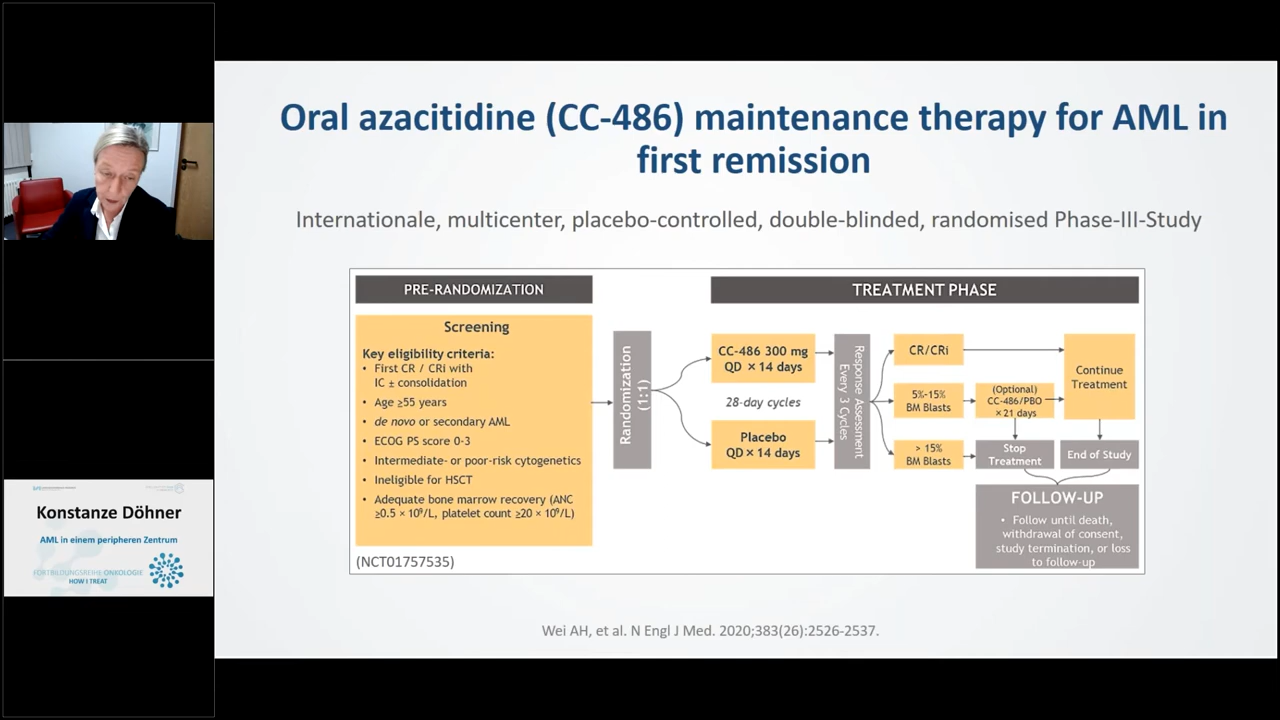 Oral azacitidine (CC-486) maintenance therapy for AML in
first remission
Internationale, multicenter, placebo-controlled, double-blinded, randomised Phase-III-Study
PRE-RANDOMIZATION
Screening
Key eligibility criteria:
• First CR / CRi with
IC ± consolidation
• Age ≥55 years
• de novo or secondary AML
• ECOG PS score 0-3
• Intermediate- or poor-risk cytogenetics
• Ineligible for HSCT
• Adequate bone marrow recovery (ANC
≥0.5 × 10⁹/L, platelet count ≥20 × 10⁹/L)
(NCT01757535)
Randomization
(1:1)
TREATMENT PHASE
CC-486 300 mg
QD × 14 days
28-day cycles
Placebo
QD × 14 days
Response Assessment
Every 3 Cycles
CR/CRi
5%-15%
BM Blasts
> 15%
BM Blasts
(Optional)
CC-486/PBO
× 21 days
Continue
Treatment
Stop
Treatment
End of Study
FOLLOW-UP
• Follow until death,
withdrawal of consent,
study termination, or loss
to follow-up
Wei AH, et al. N Engl J Med. 2020;383(26):2526-2537.
Konstanze Döhner
AML in einem peripheren Zentrum
FORTBILDUNGSREIHE ONKOLOGIE
HOW I TREAT